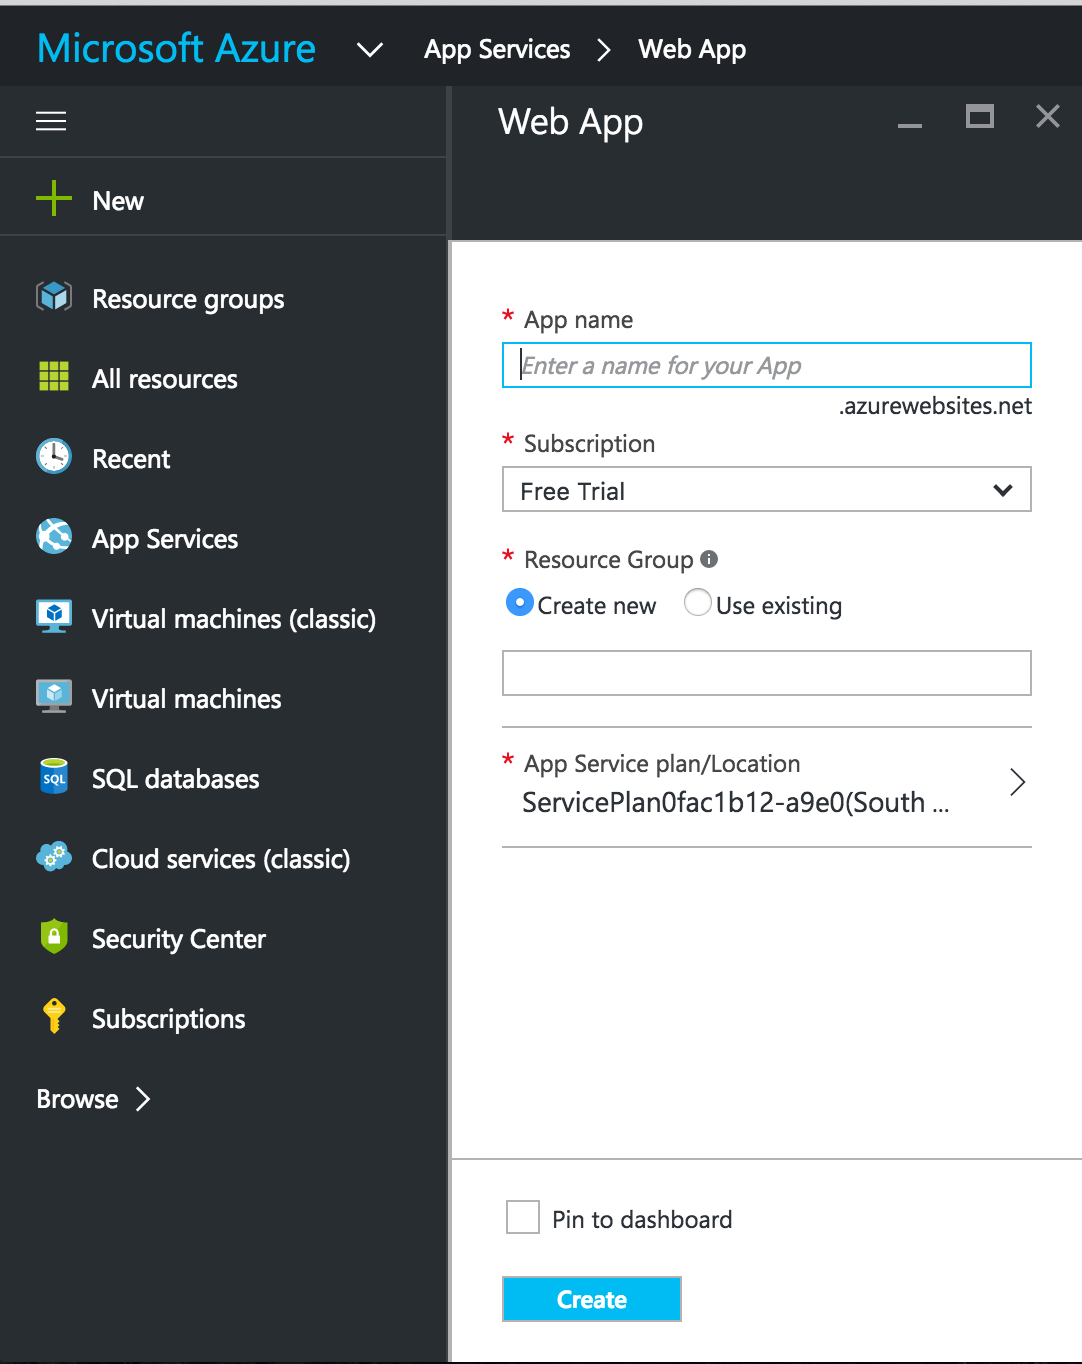 Microsoft Azure App Services > Web App
Web App
New
Resource groups
All resources
Recent
App Services
Virtual machines (classic)
Virtual machines
SQL
SQL databases
Cloud services (classic)
Security Center
Subscriptions
Browse >
* App name
Enter a name for your App
.azurewebsites.net
* Subscription
Free Trial
* Resource Group
Create new Use existing
* App Service plan/Location
ServicePlan0fac1b12-a9e0(South ...
Pin to dashboard
Create